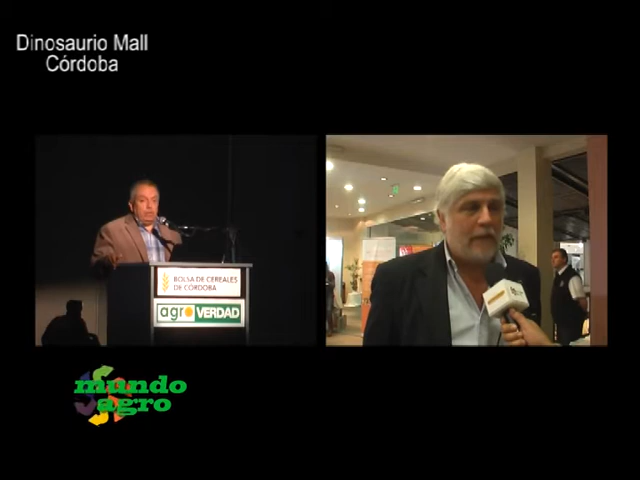 Dinosaurio Mall
Córdoba
BOLSA DE CEREALES
DE CÓRDOBA
agro VERDAD
mundo
agro